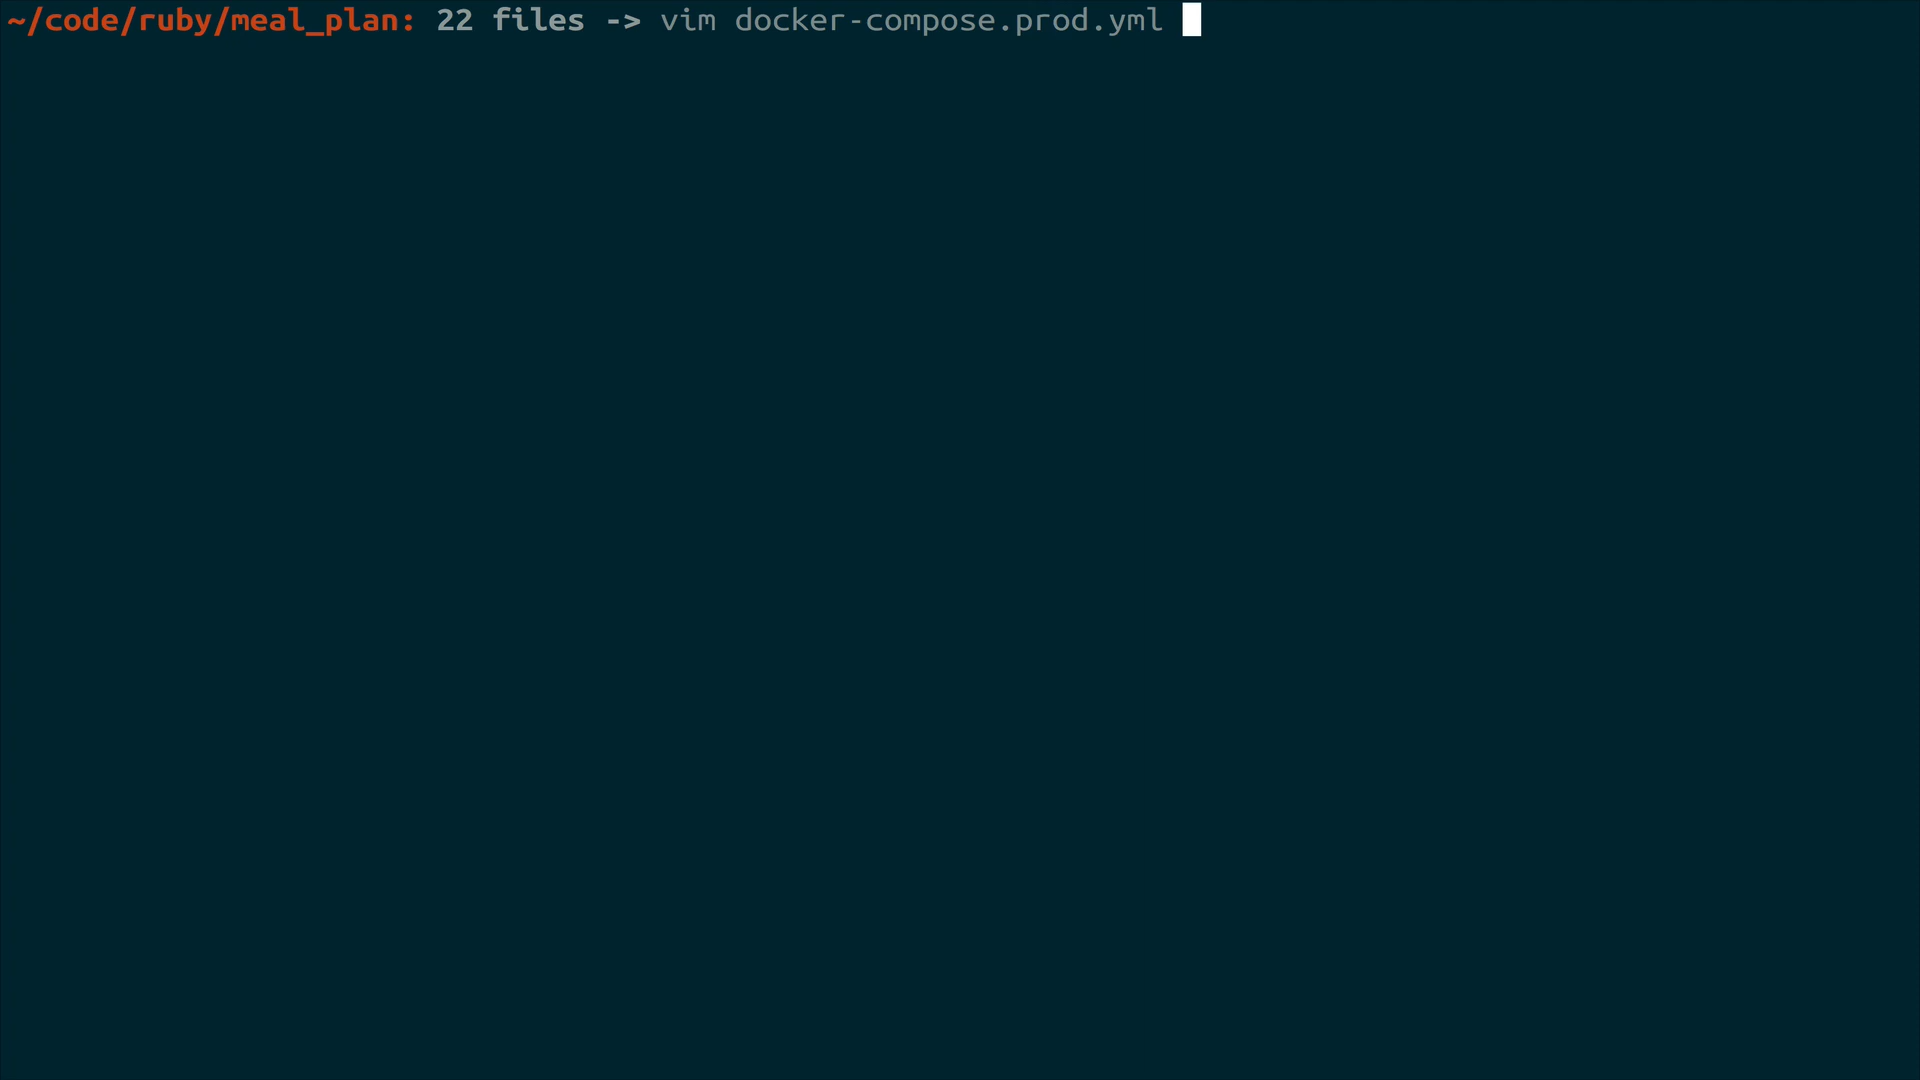 ~/code/ruby/meal_plan: 22 files -> vim docker-compose.prod.yml